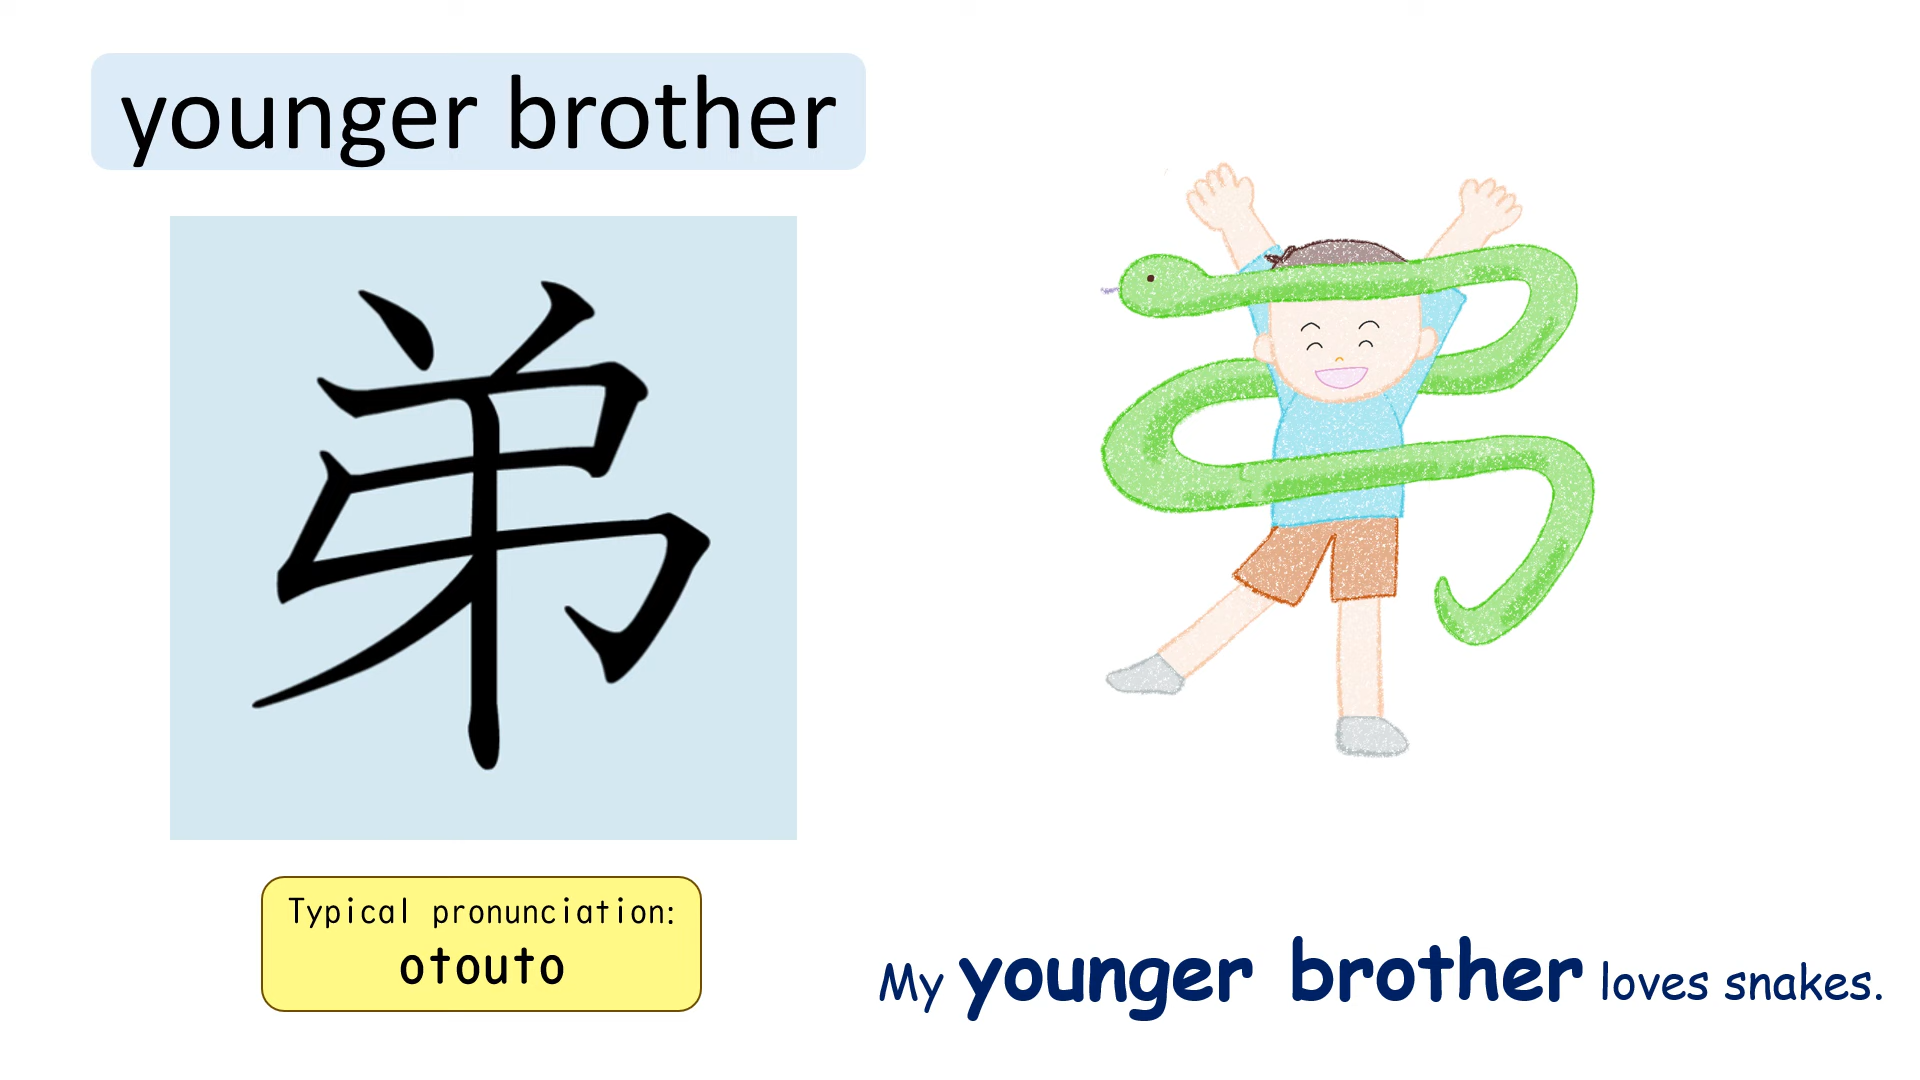 younger brother
弟
Typical pronunciation:
otouto
My younger brother loves snakes.